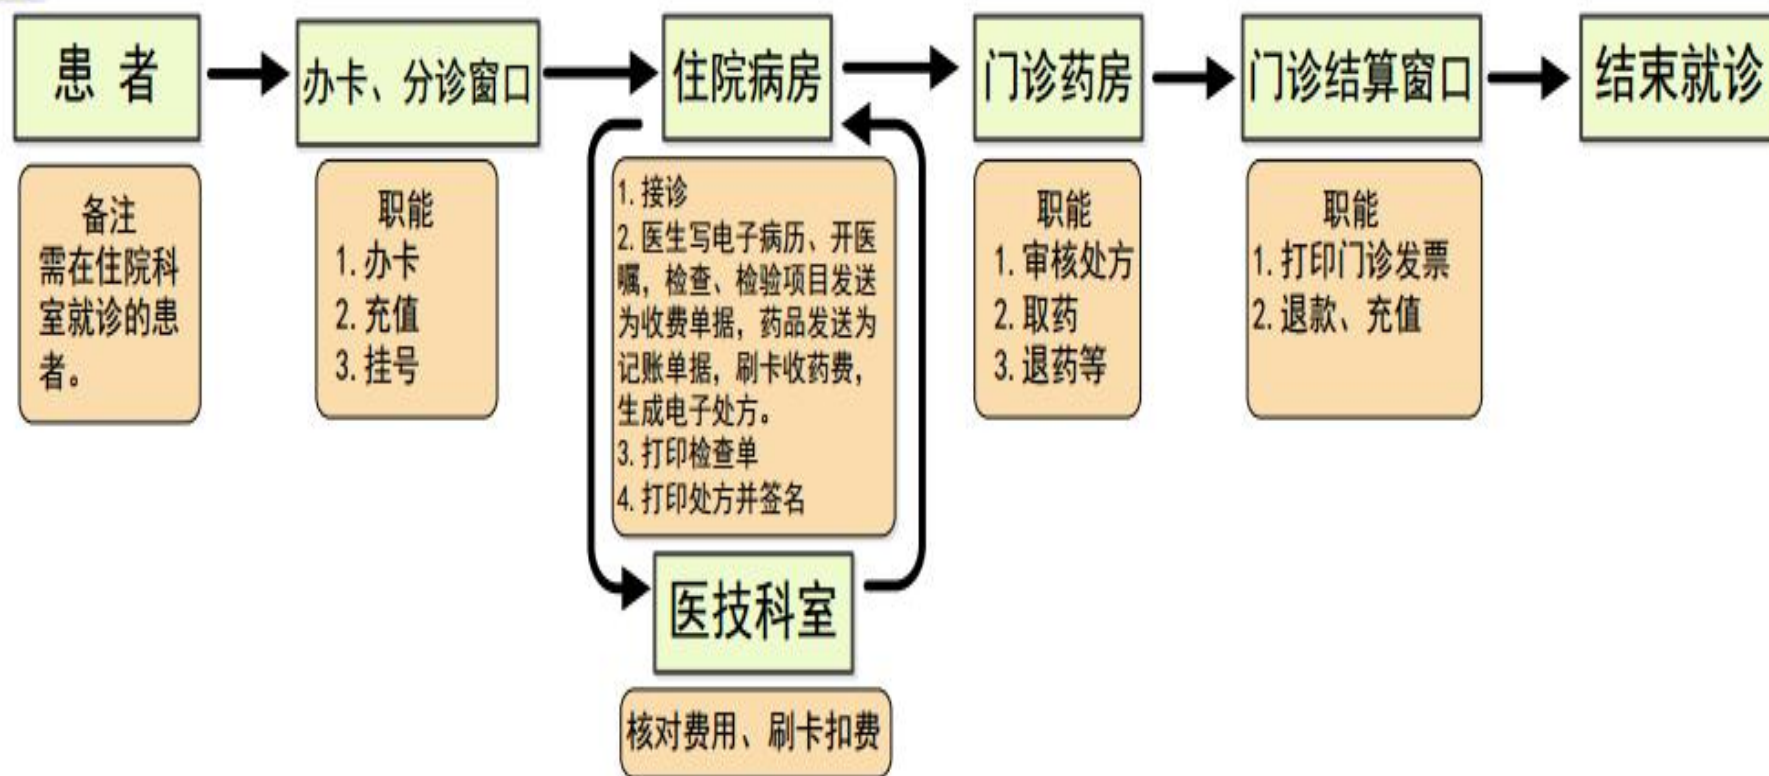 患 者
办卡、分诊窗口
住院病房
门诊药房
门诊结算窗口
结束就诊
备注
需在住院科
室就诊的患
者。
职能
1. 办卡
2. 充值
3. 挂号
1. 接诊
2. 医生写电子病历、开医
嘱，检查、检验项目发送
为收费单据，药品发送为
记账单据，刷卡收药费，
生成电子处方。
3. 打印检查单
4. 打印处方并签名
职能
1. 审核处方
2. 取药
3. 退药等
职能
1. 打印门诊发票
2. 退款、充值
医技科室
核对费用、刷卡扣费